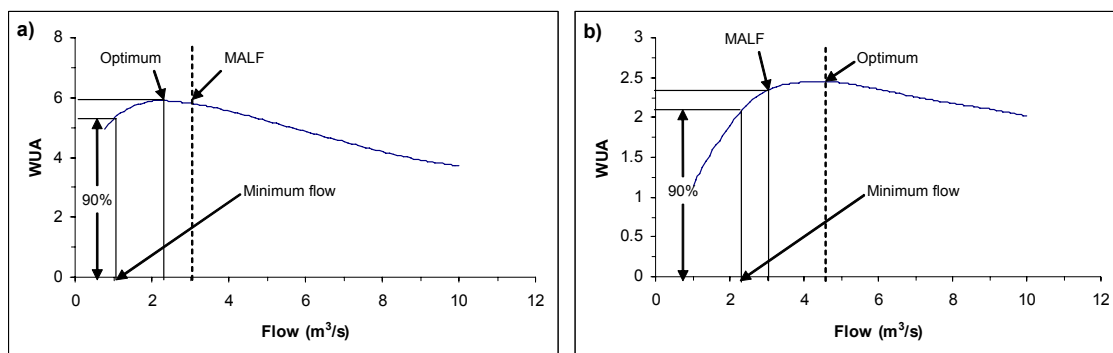 a)
8
6
4
2
0
WUA
Optimum
MALF
90%
Minimum flow
0 2 4 6 8 10 12
Flow (m³/s)
b)
3
2.5
2
1.5
1
0.5
0
WUA
MALF
Optimum
90%
Minimum flow
0 2 4 6 8 10 12
Flow (m³/s)